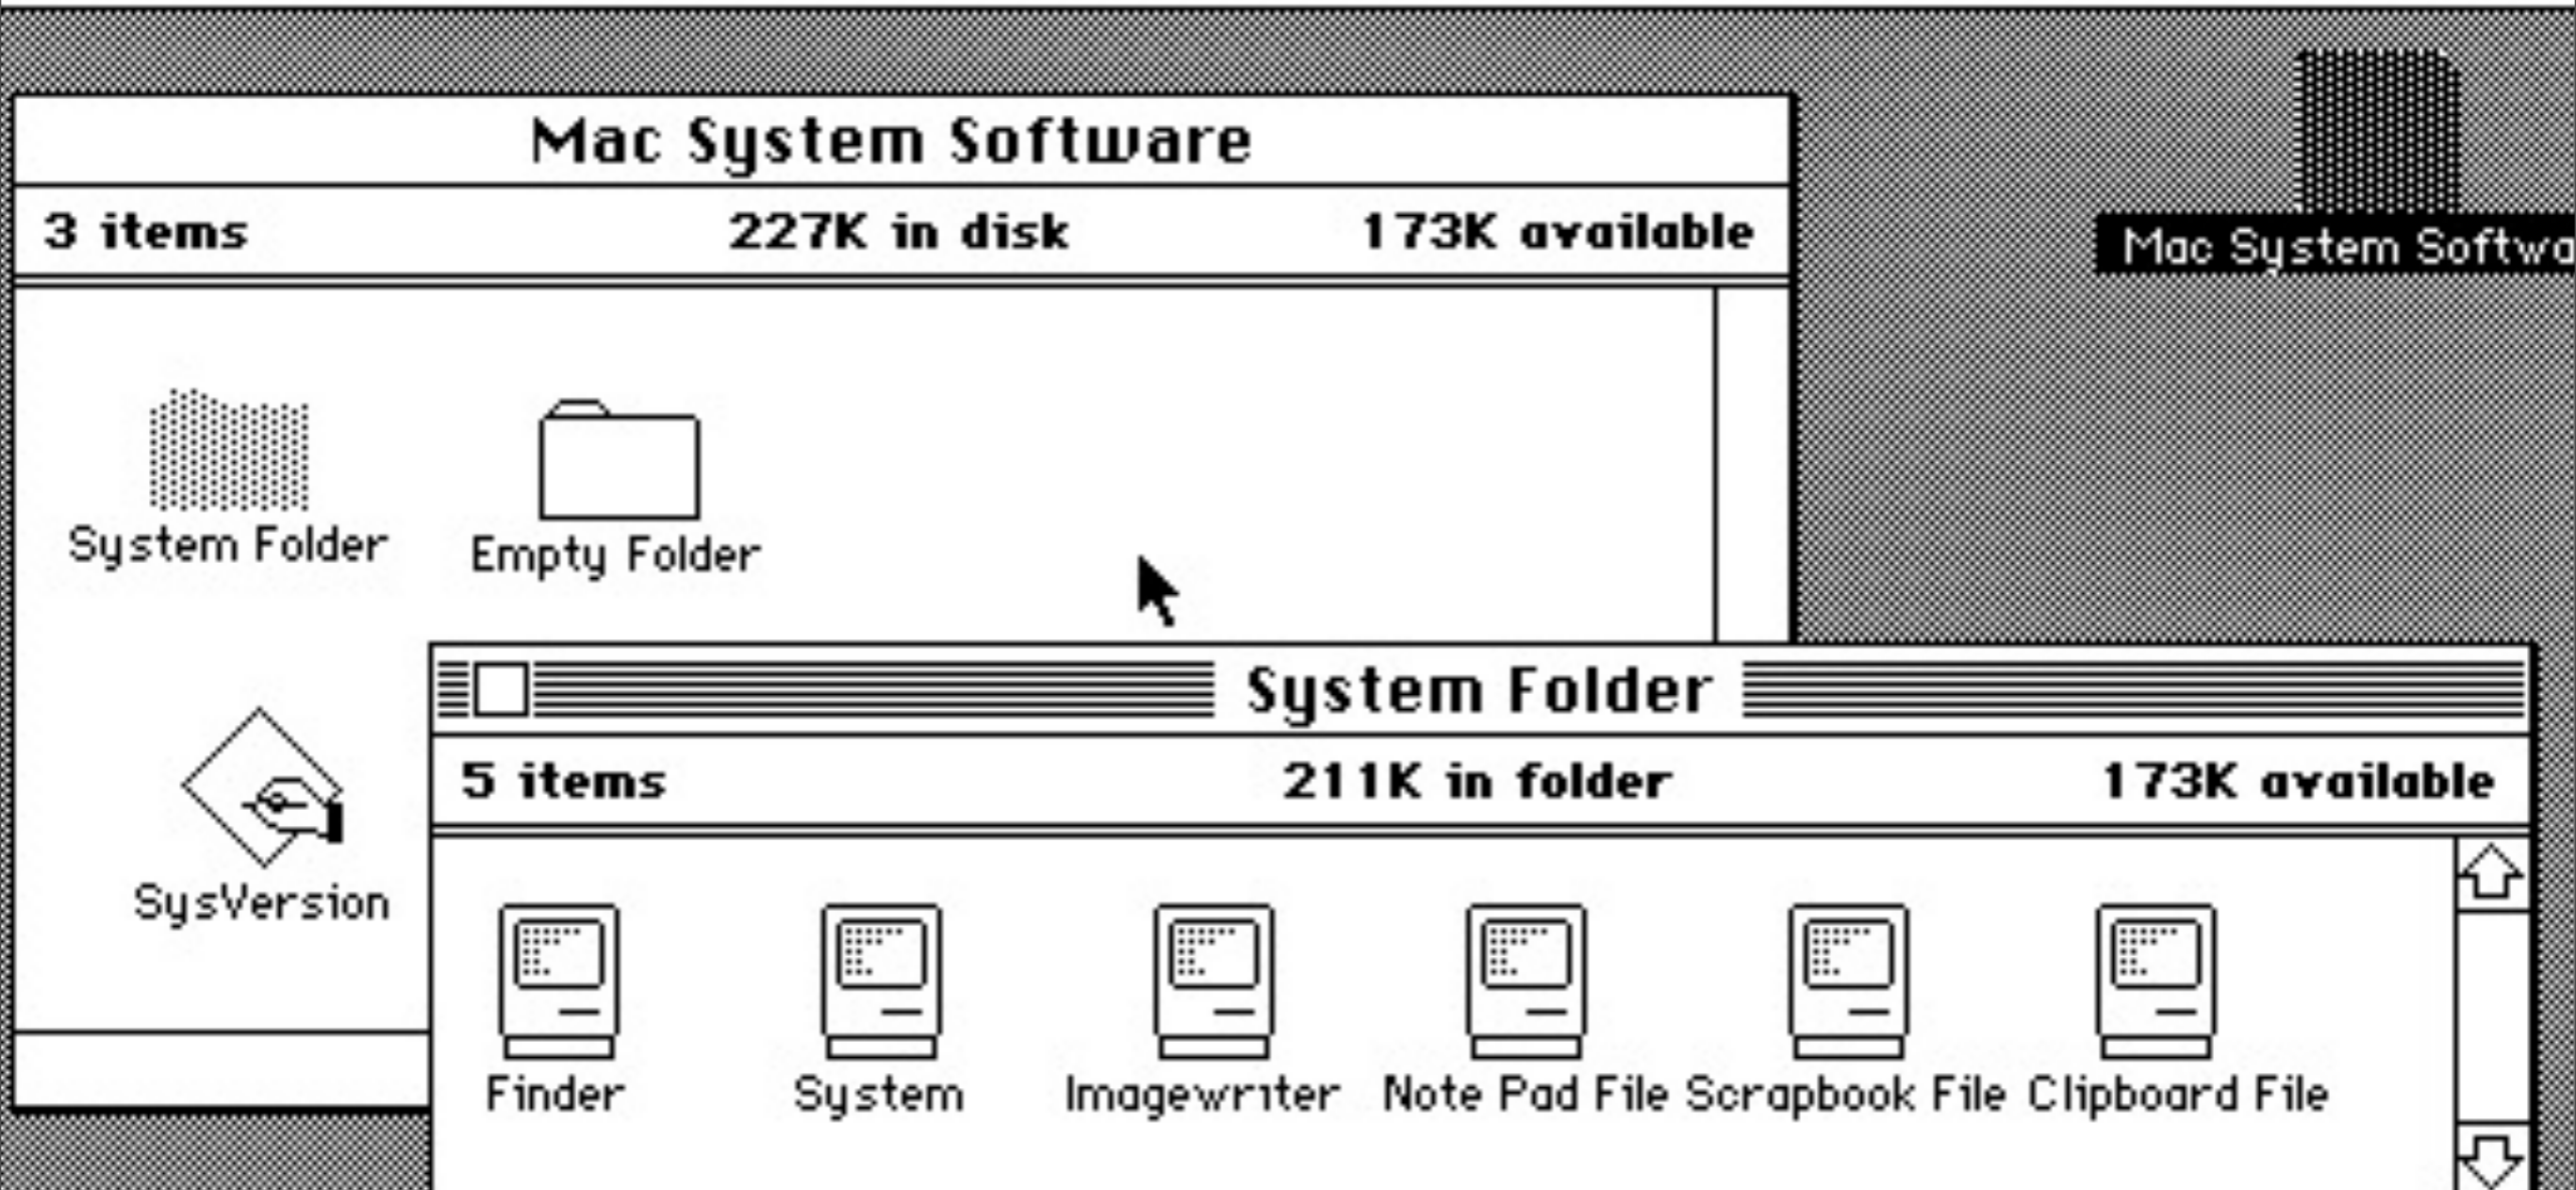 Mac System Software
3 items 227K in disk 173K available
Mac System Softwa
System Folder Empty Folder
SysVersion
System Folder
5 items 211K in folder 173K available
Finder System Imagewriter Note Pad File Scrapbook File Clipboard File